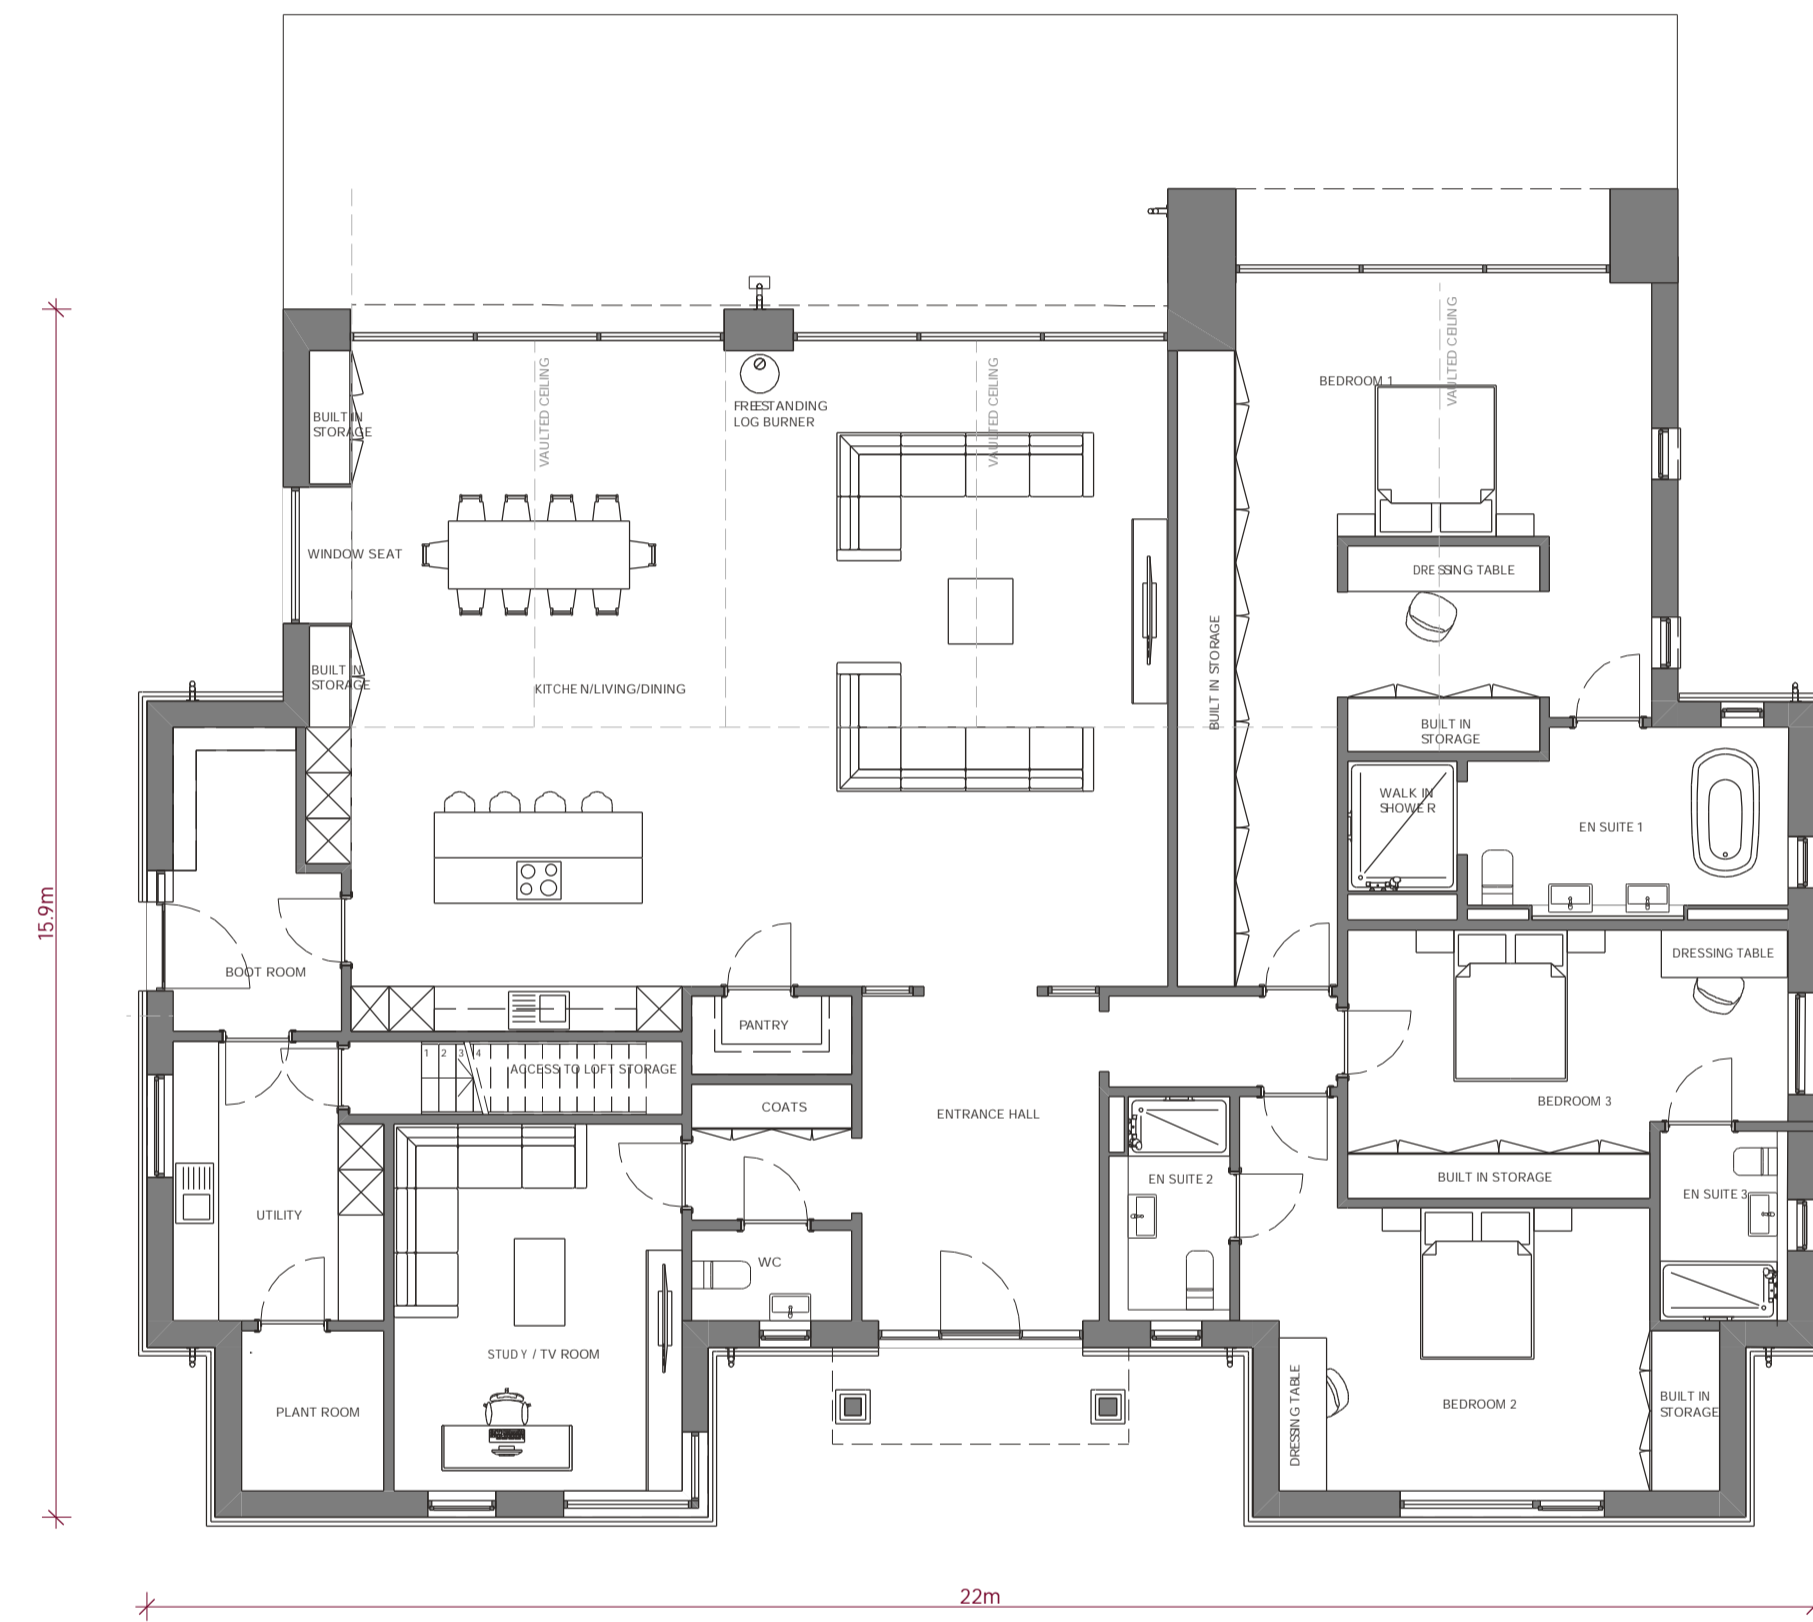 VAULTED CEILING
BEDROOM 1
VAULTED CEILING
VAULTED CEILING
FREESTANDING
LOG BURNER
BUILT IN
STORAGE
WINDOW SEAT
DRESSING TABLE
BUILT IN
STORAGE
KITCHEN/LIVING/DINING
BUILT IN STORAGE
BUILT IN
STORAGE
WALK IN
SHOWER
EN SUITE 1
15.9m
BOOT ROOM
DRESSING TABLE
PANTRY
1 2 3 4
ACCESS TO LOFT STORAGE
COATS
ENTRANCE HALL
BEDROOM 3
EN SUITE 2
BUILT IN STORAGE
EN SUITE 3
UTILITY
WC
STUDY / TV ROOM
PLANT ROOM
DRESSING TABLE
BEDROOM 2
BUILT IN
STORAGE
22m